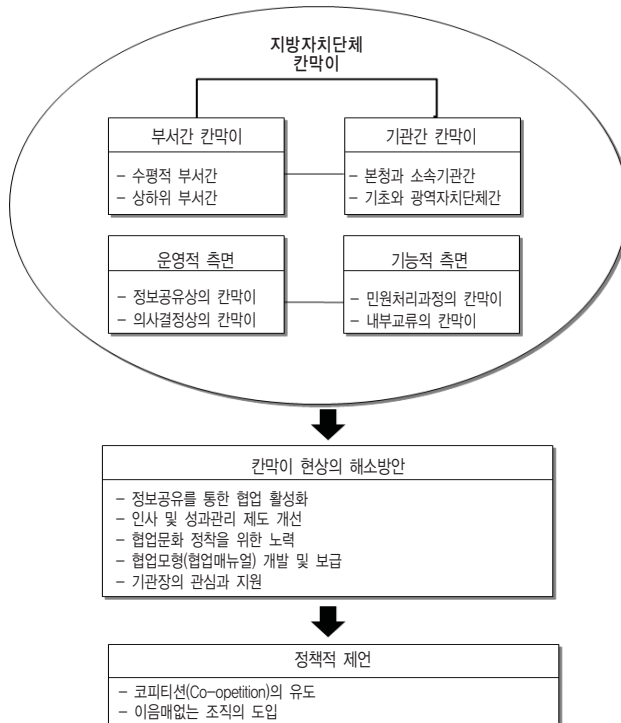 지방자치단체
칸막이
부서간 칸막이
- 수평적 부서간
- 상하위 부서간
기관간 칸막이
- 본청과 소속기관간
- 기초와 광역자치단체간
운영적 측면
- 정보공유상의 칸막이
- 의사결정상의 칸막이
기능적 측면
- 민원처리과정의 칸막이
- 내부교류의 칸막이
칸막이 현상의 해소방안
- 정보공유를 통한 협업 활성화
- 인사 및 성과관리 제도 개선
- 협업문화 정착을 위한 노력
- 협업모형(협업매뉴얼) 개발 및 보급
- 기관장의 관심과 지원
정책적 제언
- 코피티션(Co-opetition)의 유도
- 이음매없는 조직의 도입